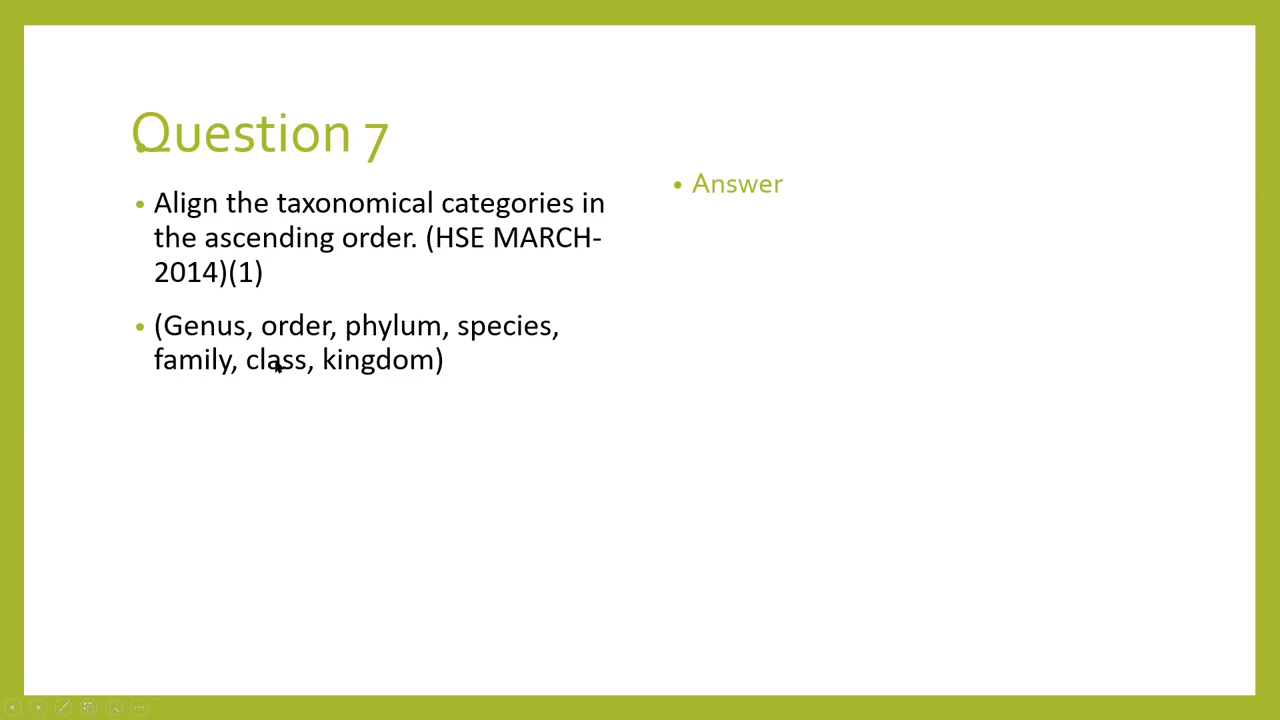 Question 7
• Align the taxonomical categories in
the ascending order. (HSE MARCH-
2014)(1)
• (Genus, order, phylum, species,
family, class, kingdom)
• Answer